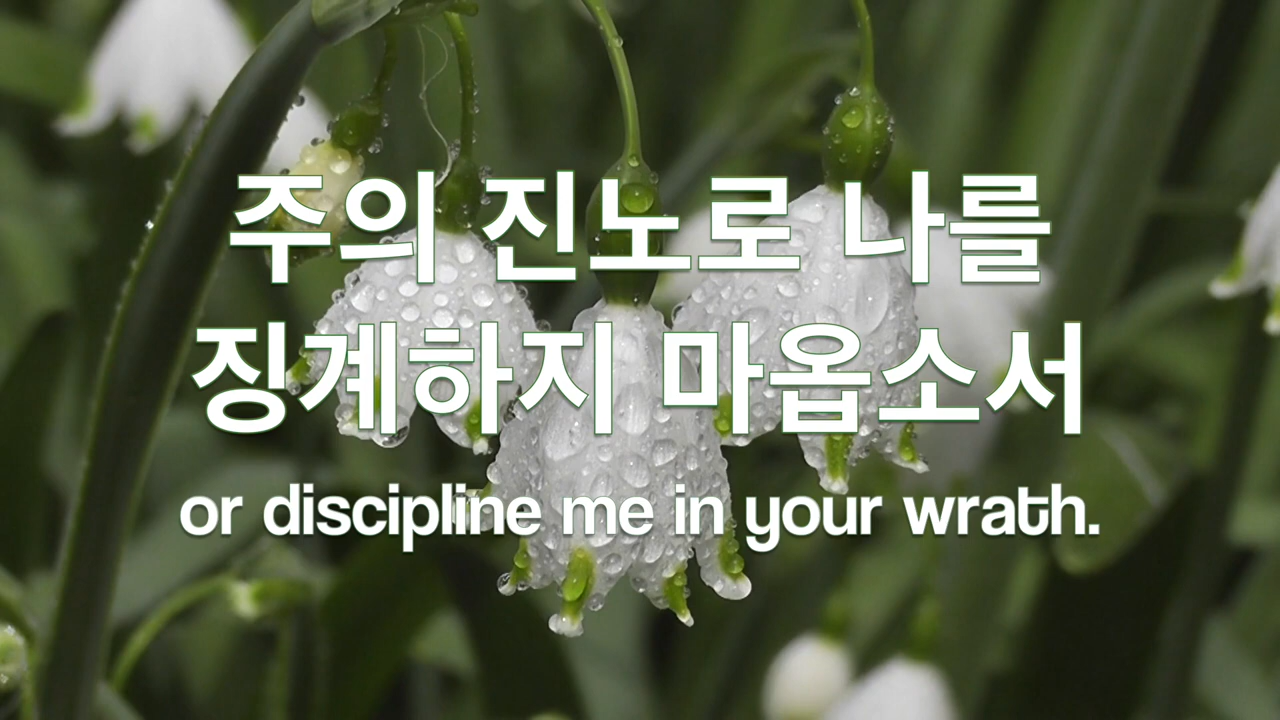 주의 진노로 나를
징계하지 마옵소서
or discipline me in your wrath.